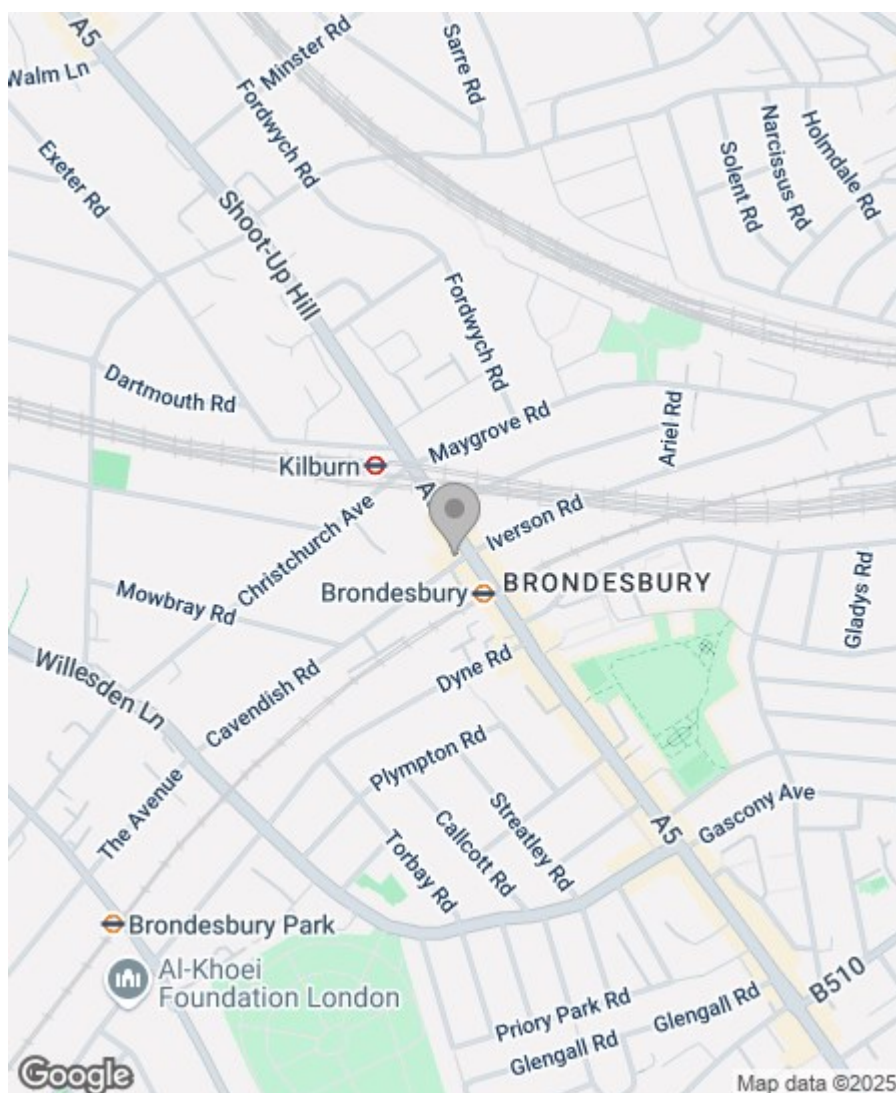 A5
Walm Ln
Minster Rd
Sarre Rd
Fordwych Rd
Narcissus Rd
Holmdale Rd
Solent Rd
Exeter Rd
Shoot-Up Hill
Fordwych Rd
Dartmouth Rd
Maygrove Rd
Ariel Rd
Kilburn
A
Iverson Rd
Christchurch Ave
Brondesbury
BRONDESBURY
Mowbray Rd
Gladys Rd
Willesden Ln
Cavendish Rd
Dyne Rd
Plympton Rd
The Avenue
Streatley Rd
Callcott Rd
Torbay Rd
A5
Gascony Ave
Brondesbury Park
Al-Khoei
Foundation London
Priory Park Rd
Glengall Rd
Glengall Rd
B510
Google
Map data ©2025